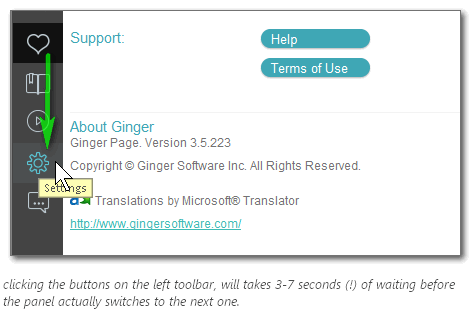 Support:
Help
Terms of Use
About Ginger
Ginger Page. Version 3.5.223
Copyright © Ginger Software Inc. All Rights Reserved.
Settings
Translations by Microsoft® Translator
http://www.gingersoftware.com/
clicking the buttons on the left toolbar, will takes 3-7 seconds (!) of waiting before
the panel actually switches to the next one.